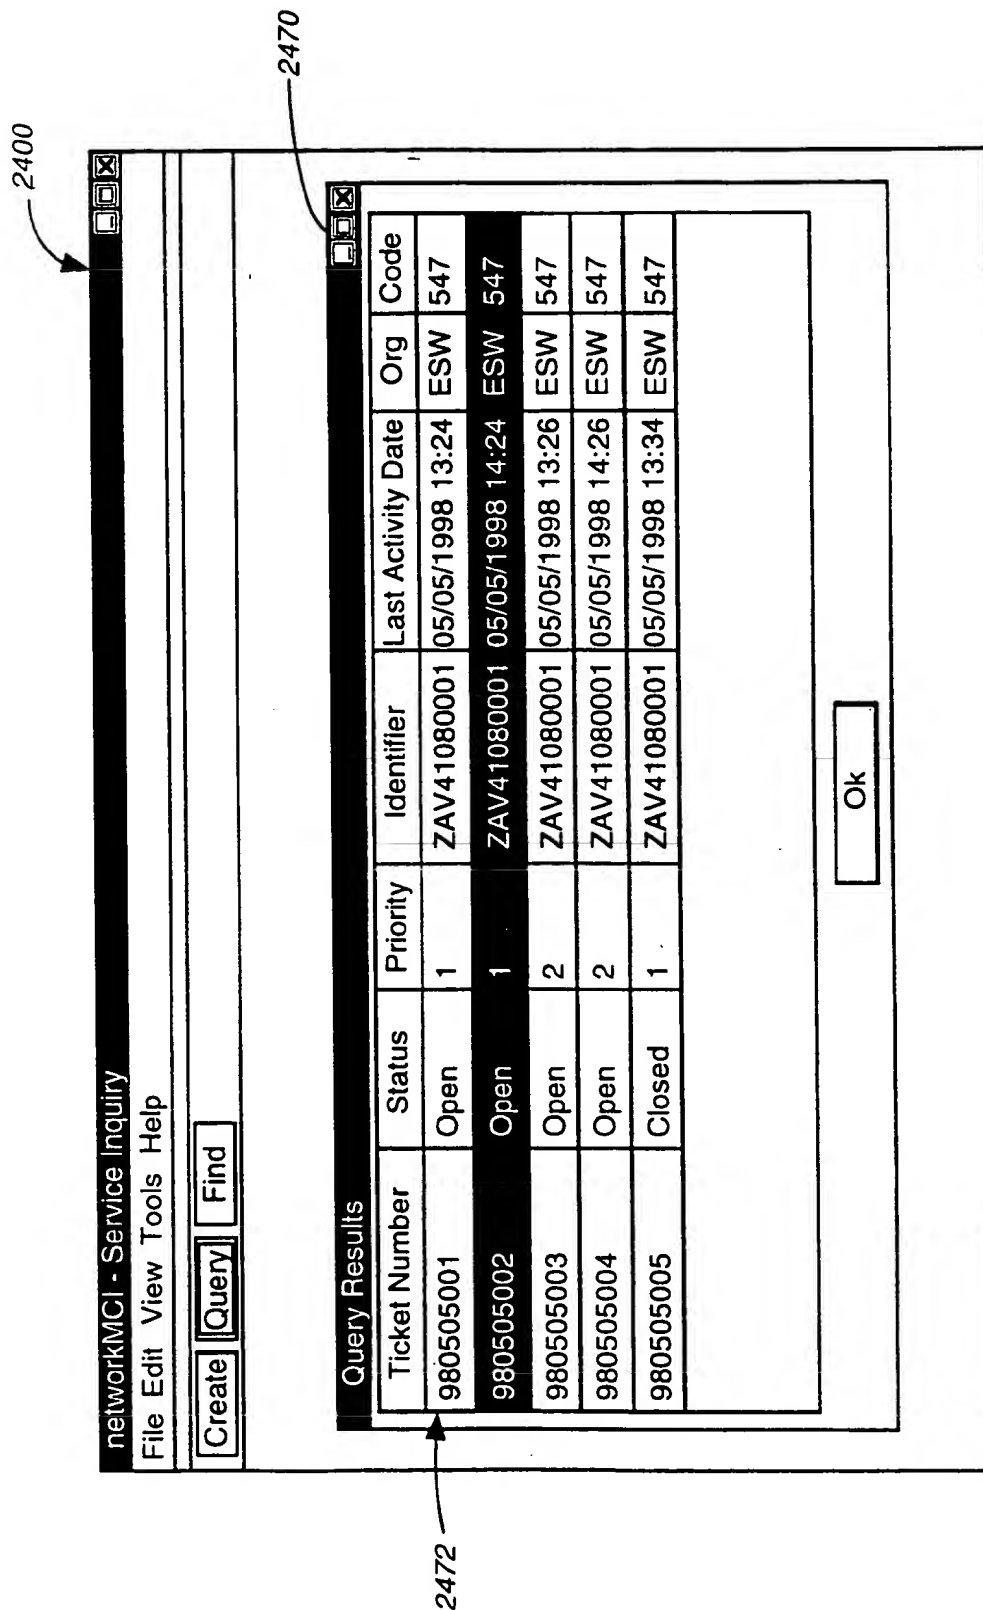 2400
networkMCI - Service Inquiry
File Edit View Tools Help
Create Query Find
2470
Query Results
Ticket Number Status Priority Identifier Last Activity Date Org Code
980505001 Open 1 ZAV41080001 05/05/1998 13:24 ESW 547
980505002 Open 1 ZAV41080001 05/05/1998 14:24 ESW 547
980505003 Open 2 ZAV41080001 05/05/1998 13:26 ESW 547
980505004 Open 2 ZAV41080001 05/05/1998 14:26 ESW 547
980505005 Closed 1 ZAV41080001 05/05/1998 13:34 ESW 547
2472
Ok